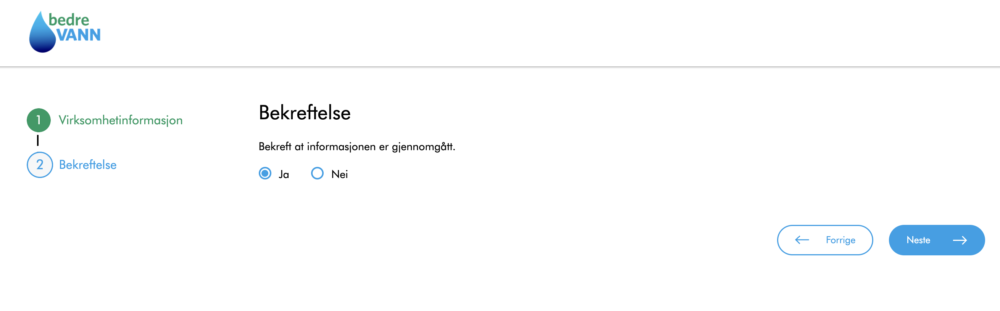 bedre
VANN
1 Virksomhetinformasjon
2 Bekreftelse
Bekreftelse
Bekreft at informasjonen er gjennomgått.
Ja Nei
Forrige Neste